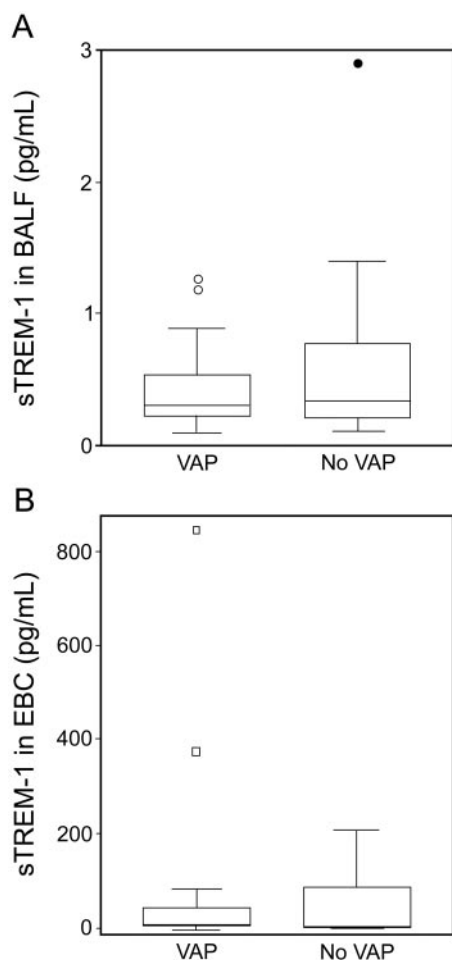 A
sTREM-1 in BALF (pg/mL)
3
2
1
0
VAP No VAP
B
sTREM-1 in EBC (pg/mL)
800
600
400
200
0
VAP No VAP